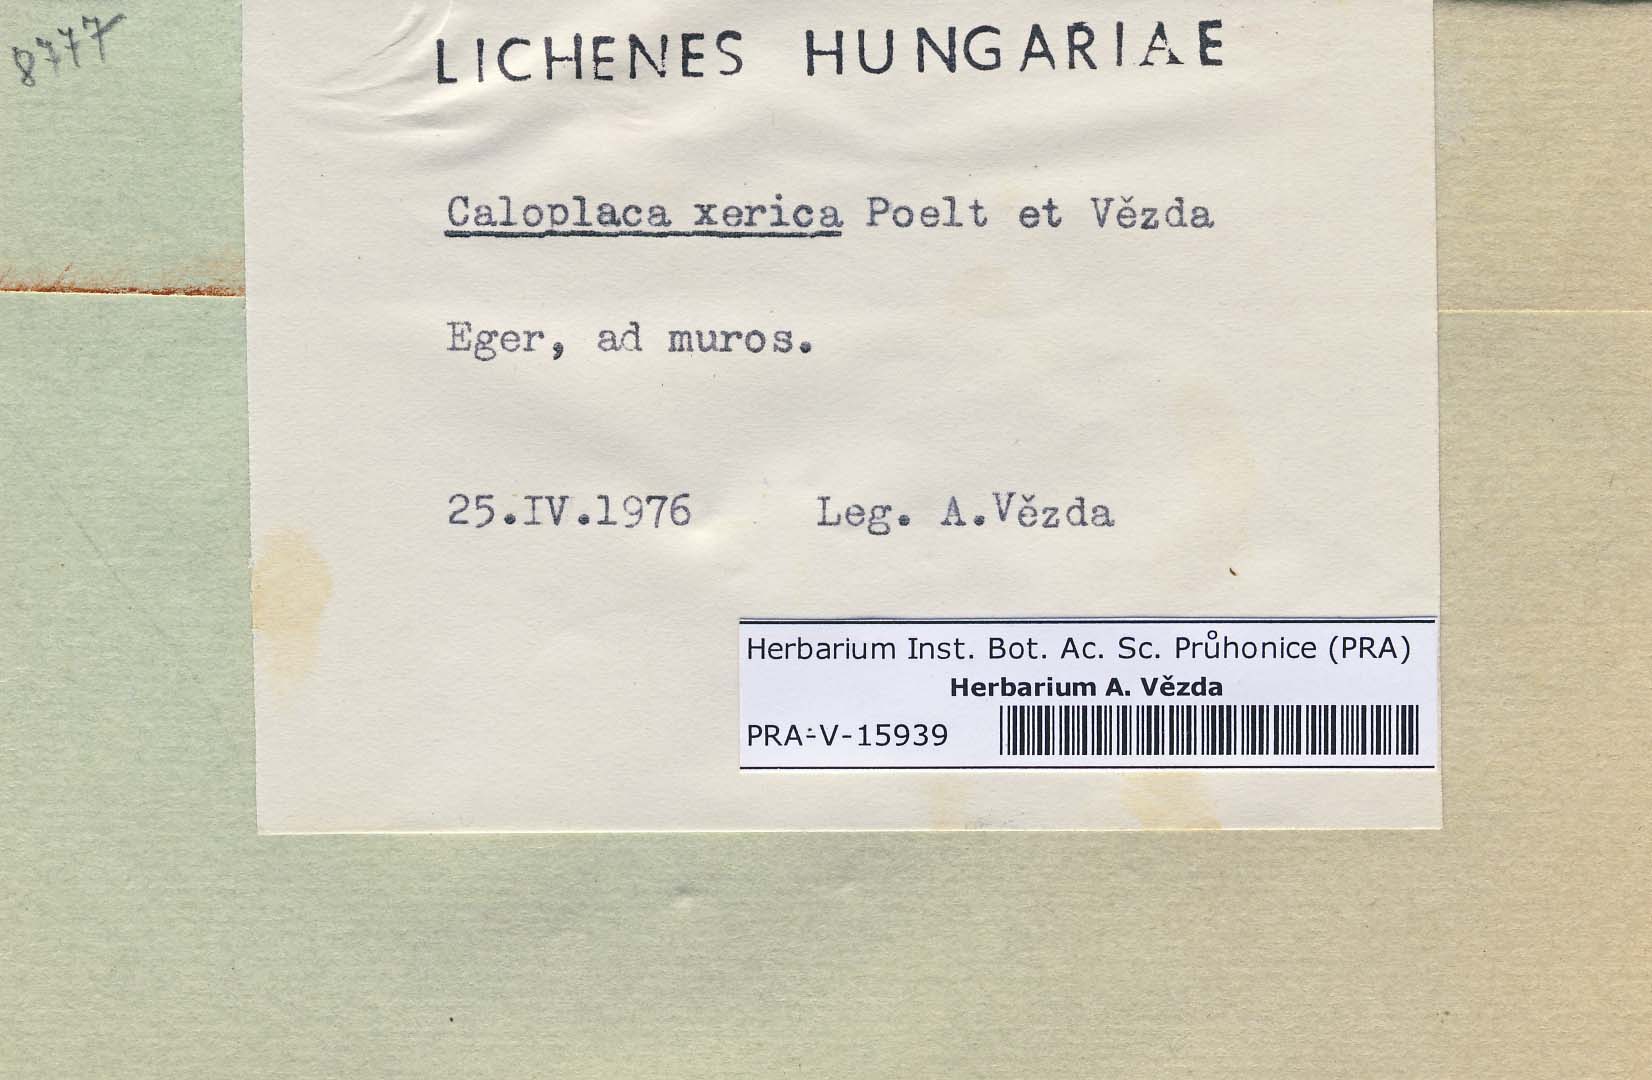 8777
LICHENES HUNGARIAE
Caloplaca xerica Poelt et Vězda
Eger, ad muros.
25.IV.1976 Leg. A.Vězda
Herbarium Inst. Bot. Ac. Sc. Průhonice (PRA)
Herbarium A. Vězda
PRA-V-15939